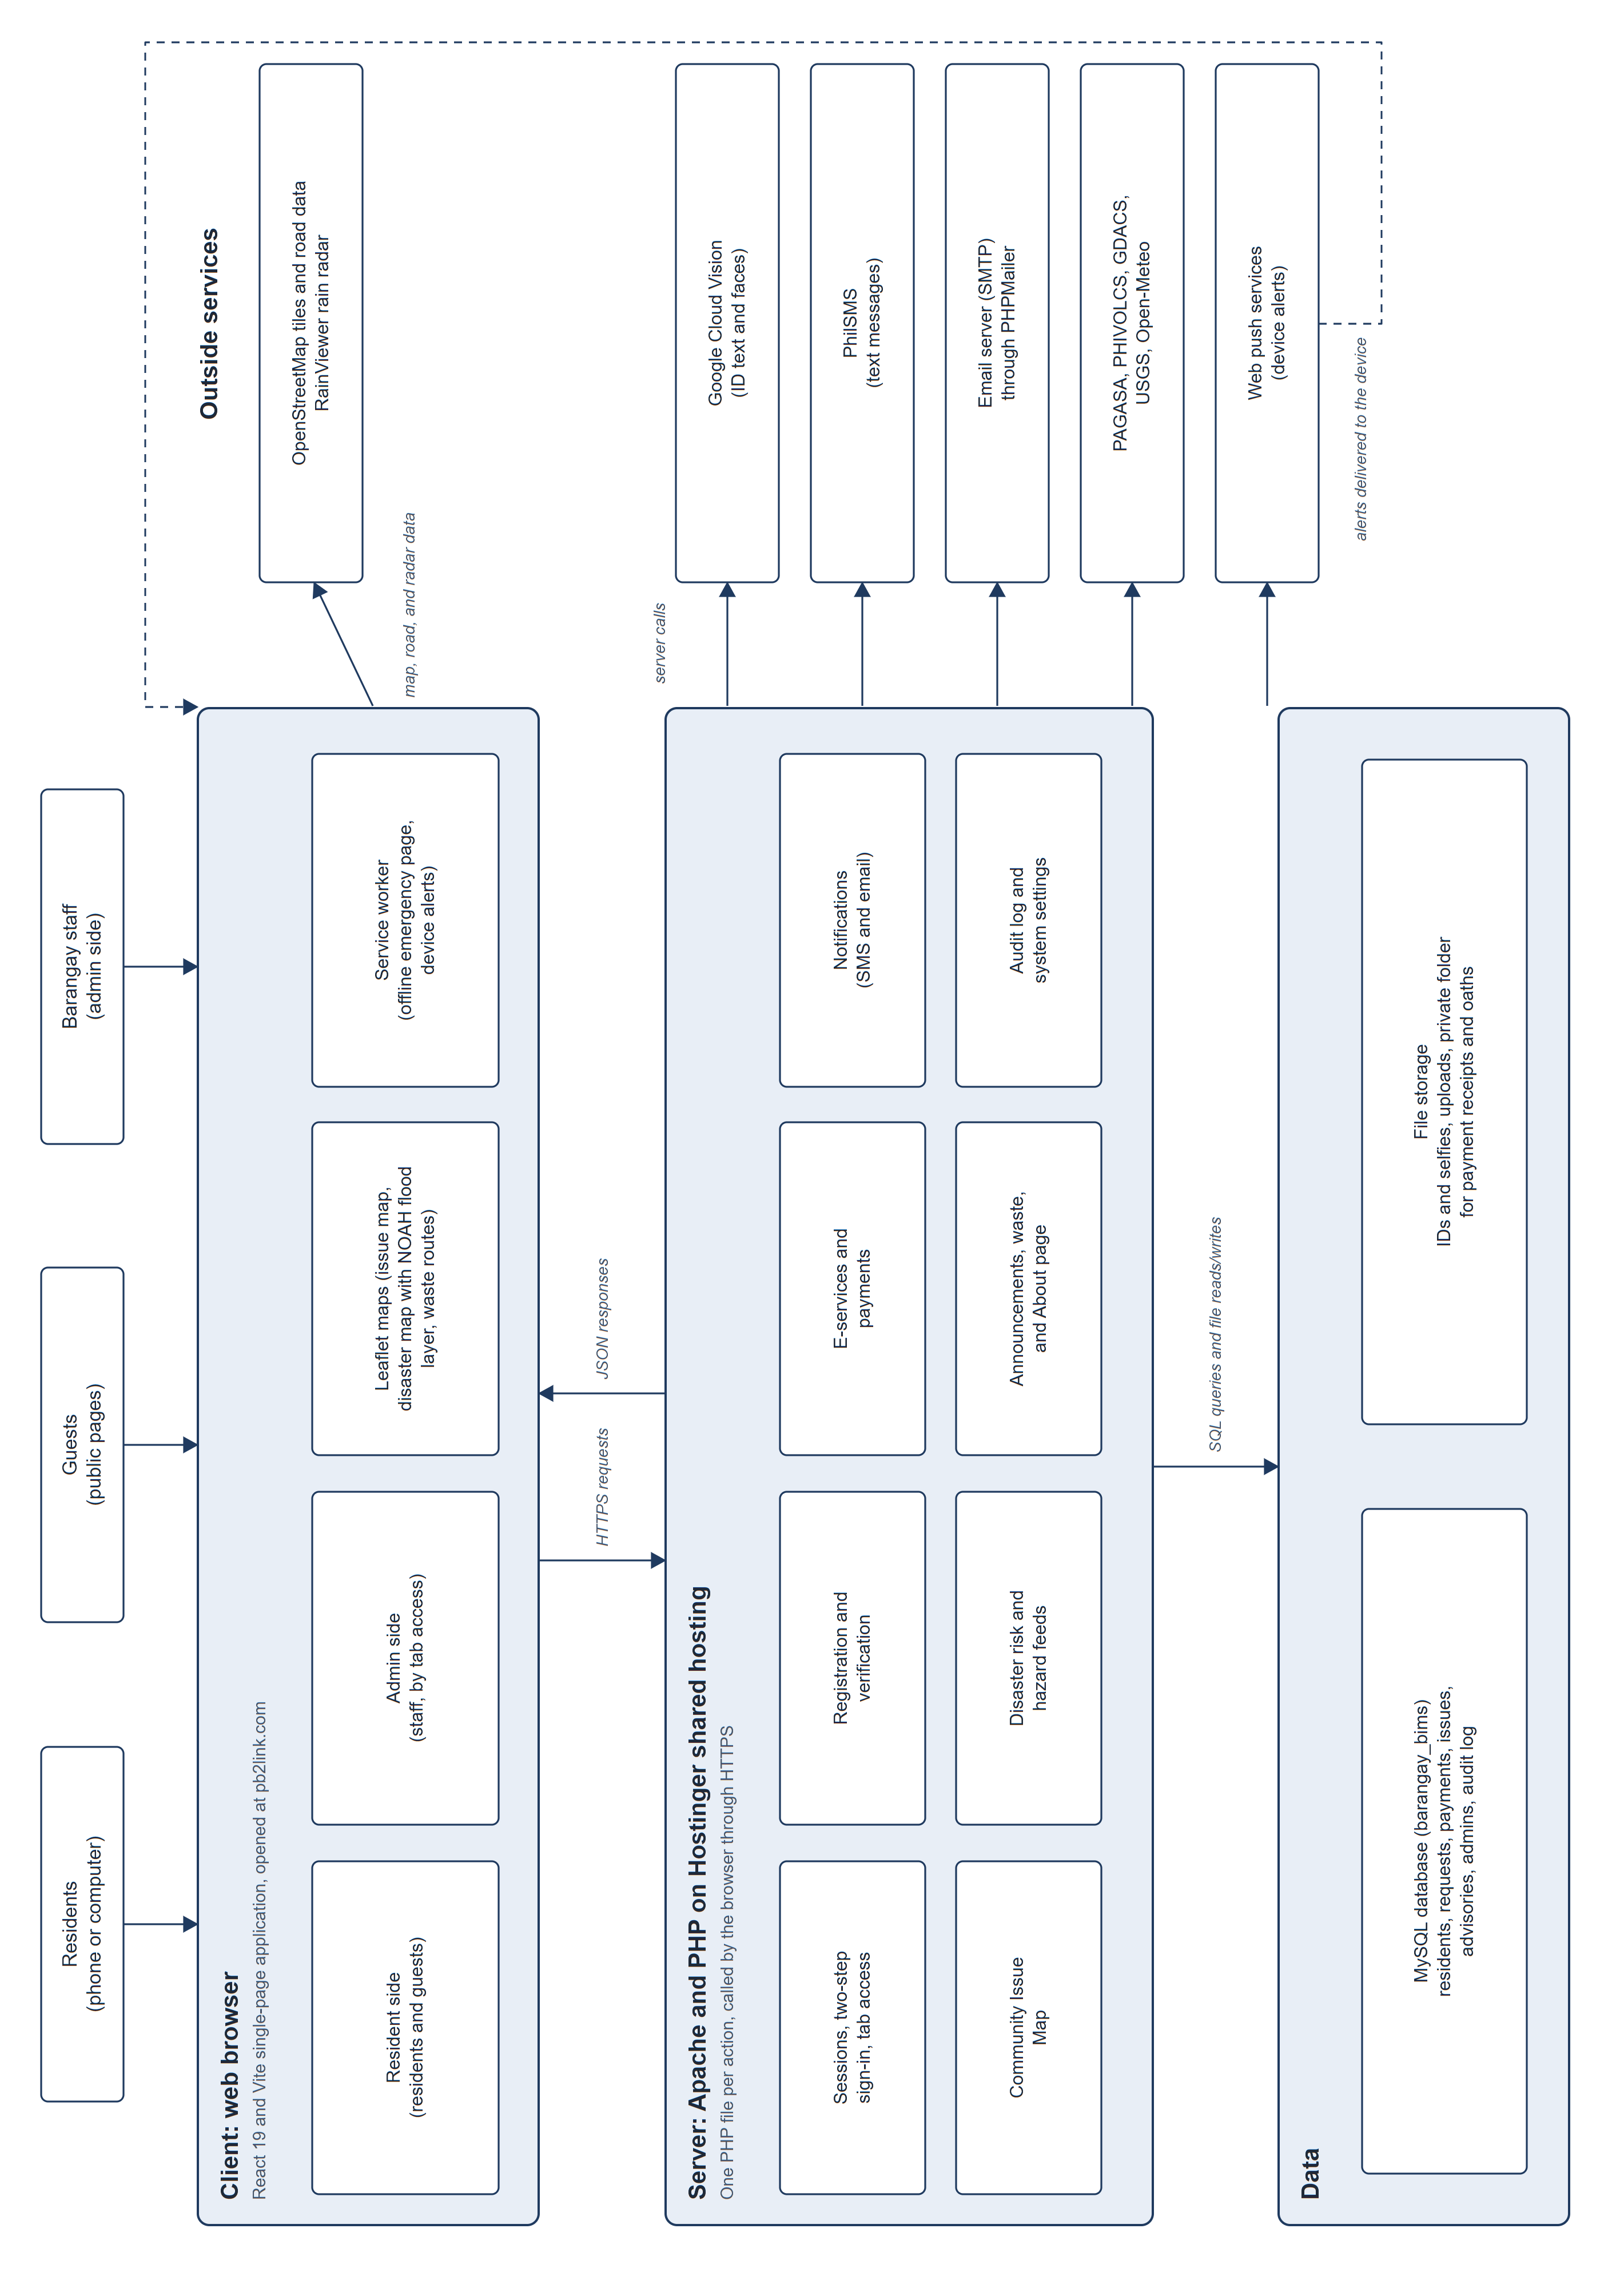 Residents
(phone or computer)
Guests
(public pages)
Barangay staff
(admin side)
Client: web browser
React 19 and Vite single-page application, opened at pb2link.com
Resident side
(residents and guests)
Admin side
(staff, by tab access)
Leaflet maps (issue map,
disaster map with NOAH flood
layer, waste routes)
Service worker
(offline emergency page,
device alerts)
Outside services
OpenStreetMap tiles and road data
RainViewer rain radar
map, road, and radar data
HTTPS requests
JSON responses
Server: Apache and PHP on Hostinger shared hosting
One PHP file per action, called by the browser through HTTPS
Sessions, two-step
sign-in, tab access
Registration and
verification
E-services and
payments
Notifications
(SMS and email)
Community Issue
Map
Disaster risk and
hazard feeds
Announcements, waste,
and About page
Audit log and
system settings
server calls
Google Cloud Vision
(ID text and faces)
PhilSMS
(text messages)
Email server (SMTP)
through PHPMailer
PAGASA, PHIVOLCS, GDACS,
USGS, Open-Meteo
Web push services
(device alerts)
alerts delivered to the device
SQL queries and file reads/writes
Data
MySQL database (barangay_bims)
residents, requests, payments, issues,
advisories, admins, audit log
File storage
IDs and selfies, uploads, private folder
for payment receipts and oaths